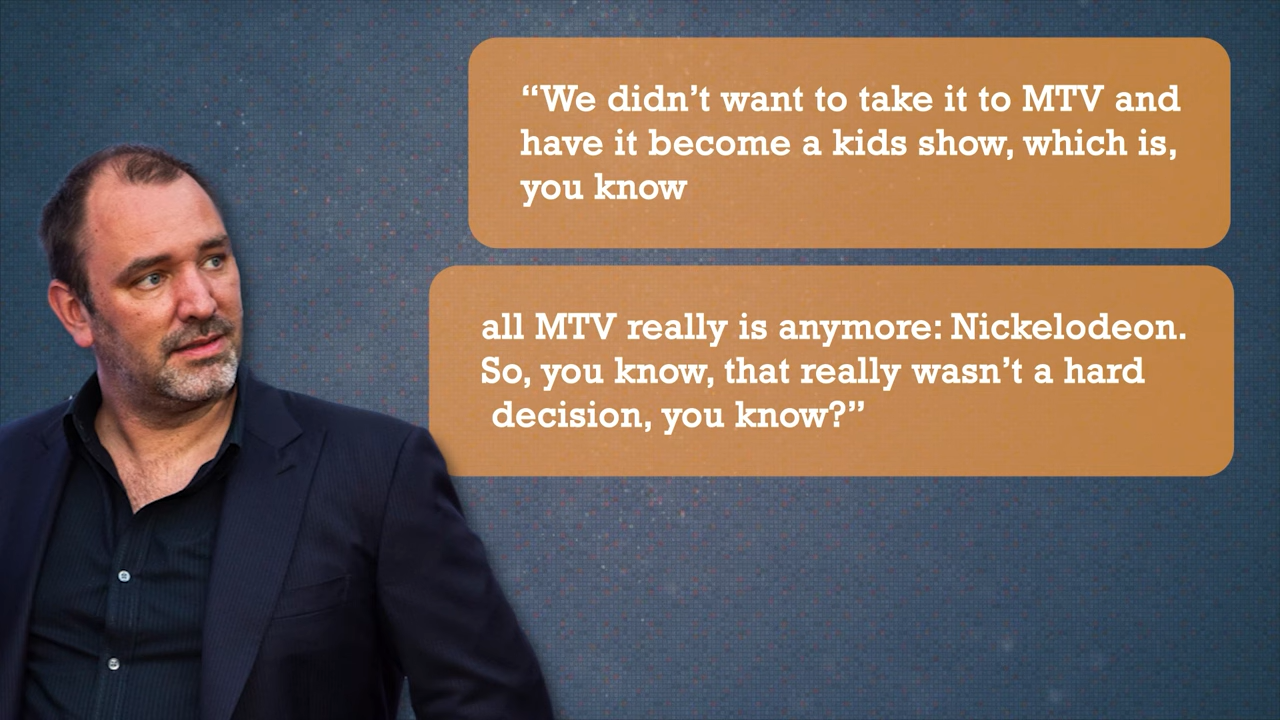 “We didn’t want to take it to MTV and
have it become a kids show, which is,
you know
all MTV really is anymore: Nickelodeon.
So, you know, that really wasn’t a hard
decision, you know?”